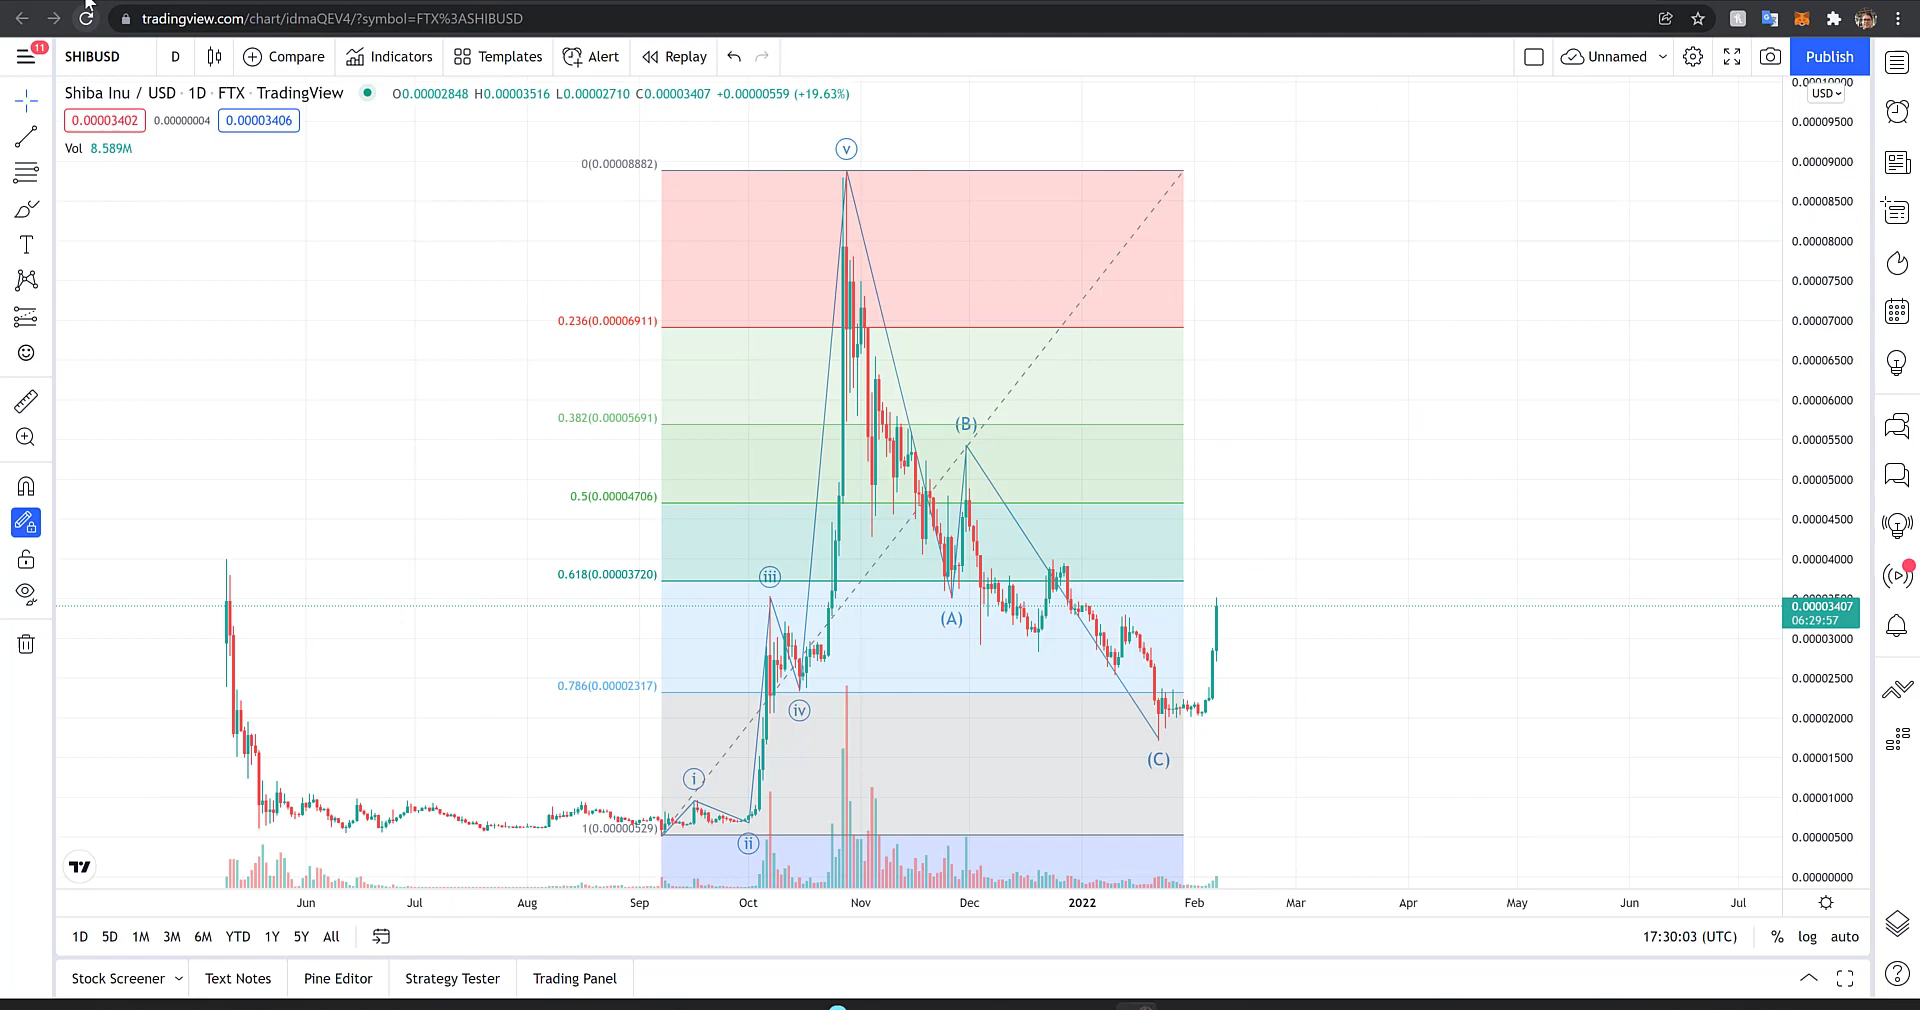 tradingview.com/chart/idmaQEV4/?symbol=FTX%3ASHIBUSD
11
SHIBUSD
D
Compare
Indicators
Templates
Alert
Replay
Unnamed
Publish
Shiba Inu / USD · 1D · FTX · TradingView
O0.00002848 H0.00003516 L0.00002710 C0.00003407 +0.00000559 (+19.63%)
0.00003402
0.00000004
0.00003406
Vol 8.589M
USD
0.00010000
0.00009500
0.00009000
0.00008500
0.00008000
0.00007500
0.00007000
0.00006500
0.00006000
0.00005500
0.00005000
0.00004500
0.00004000
0.00003407
06:29:57
0.00003000
0.00002500
0.00002000
0.00001500
0.00001000
0.00000500
0.00000000
0(0.00008882)
0.236(0.00006911)
0.382(0.00005691)
0.5(0.00004706)
0.618(0.00003720)
0.786(0.00002317)
1(0.00000529)
v
(B)
iii
(A)
iv
(C)
i
ii
Jun
Jul
Aug
Sep
Oct
Nov
Dec
2022
Feb
Mar
Apr
May
Jun
Jul
1D
5D
1M
3M
6M
YTD
1Y
5Y
All
17:30:03 (UTC)
%
log
auto
Stock Screener
Text Notes
Pine Editor
Strategy Tester
Trading Panel